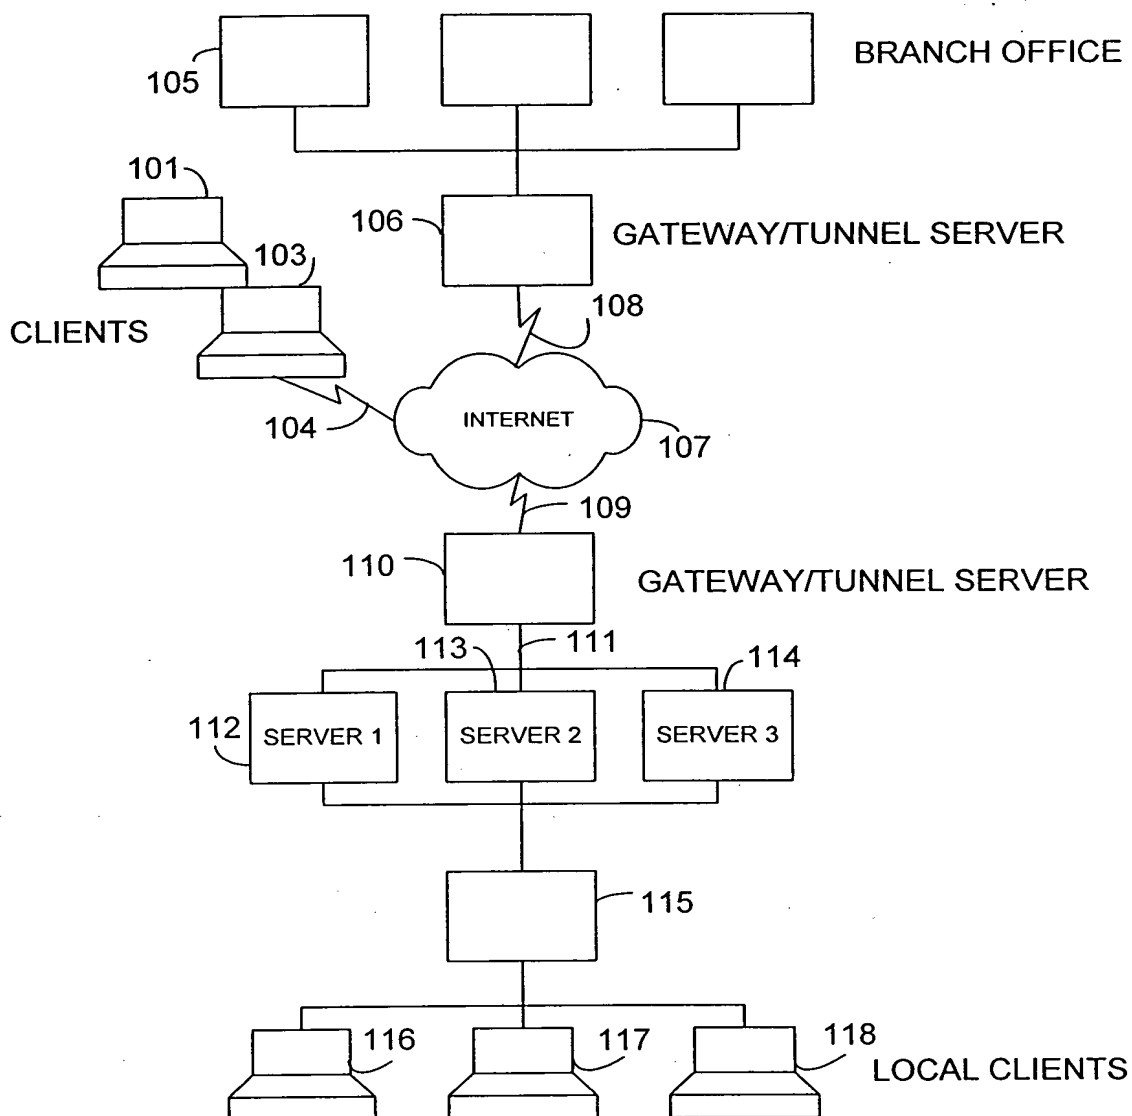 BRANCH OFFICE
105
101
106
GATEWAY/TUNNEL SERVER
103
108
CLIENTS
104
INTERNET
107
109
110
GATEWAY/TUNNEL SERVER
111
113
114
112
SERVER 1
SERVER 2
SERVER 3
115
116
117
118
LOCAL CLIENTS